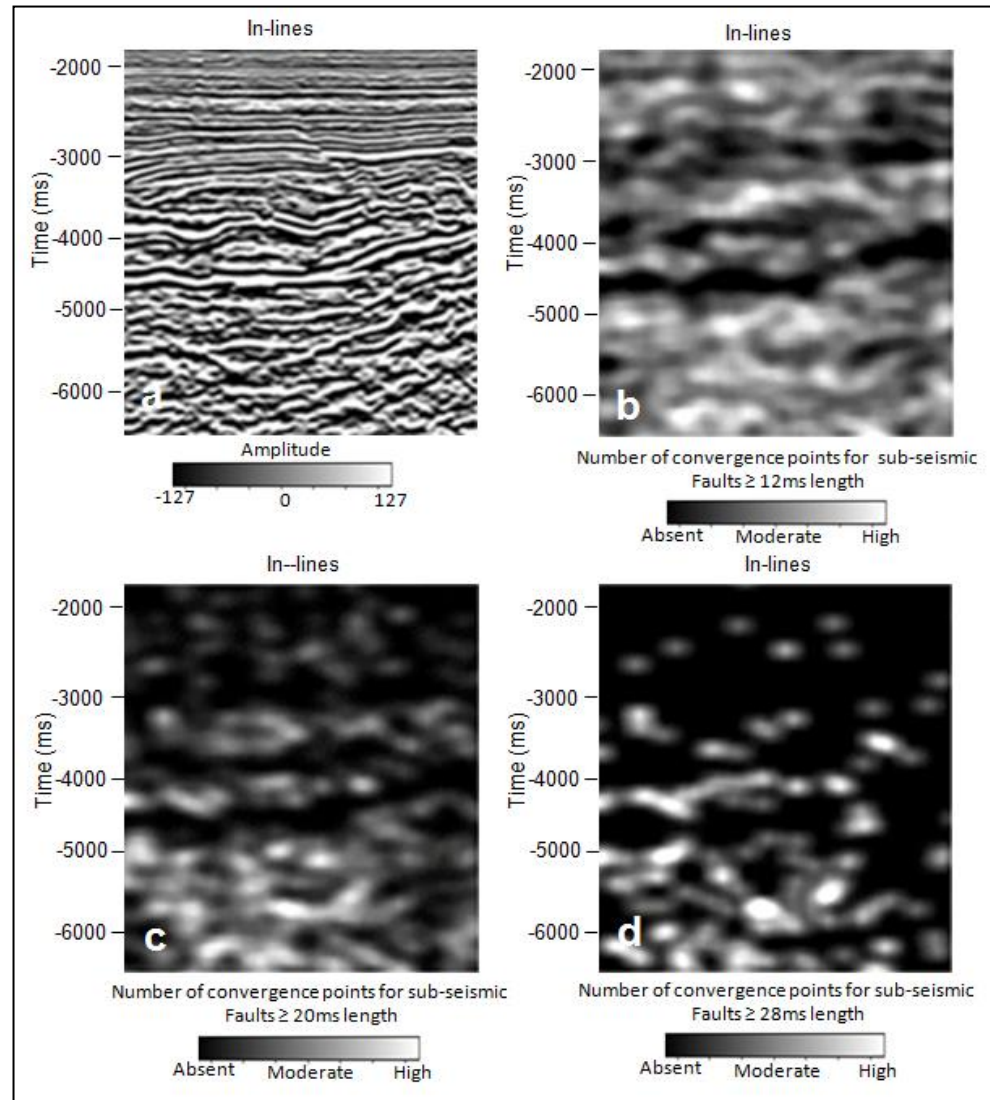 In-lines
-2000
-3000
-4000
-5000
-6000
Time (ms)
a
Amplitude
-127 0 127
In-lines
-2000
-3000
-4000
-5000
-6000
Time (ms)
b
Number of convergence points for sub-seismic
Faults ≥ 12ms length
Absent Moderate High
In--lines
-2000
-3000
-4000
-5000
-6000
Time (ms)
c
Number of convergence points for sub-seismic
Faults ≥ 20ms length
Absent Moderate High
In-lines
-2000
-3000
-4000
-5000
-6000
Time (ms)
d
Number of convergence points for sub-seismic
Faults ≥ 28ms length
Absent Moderate High